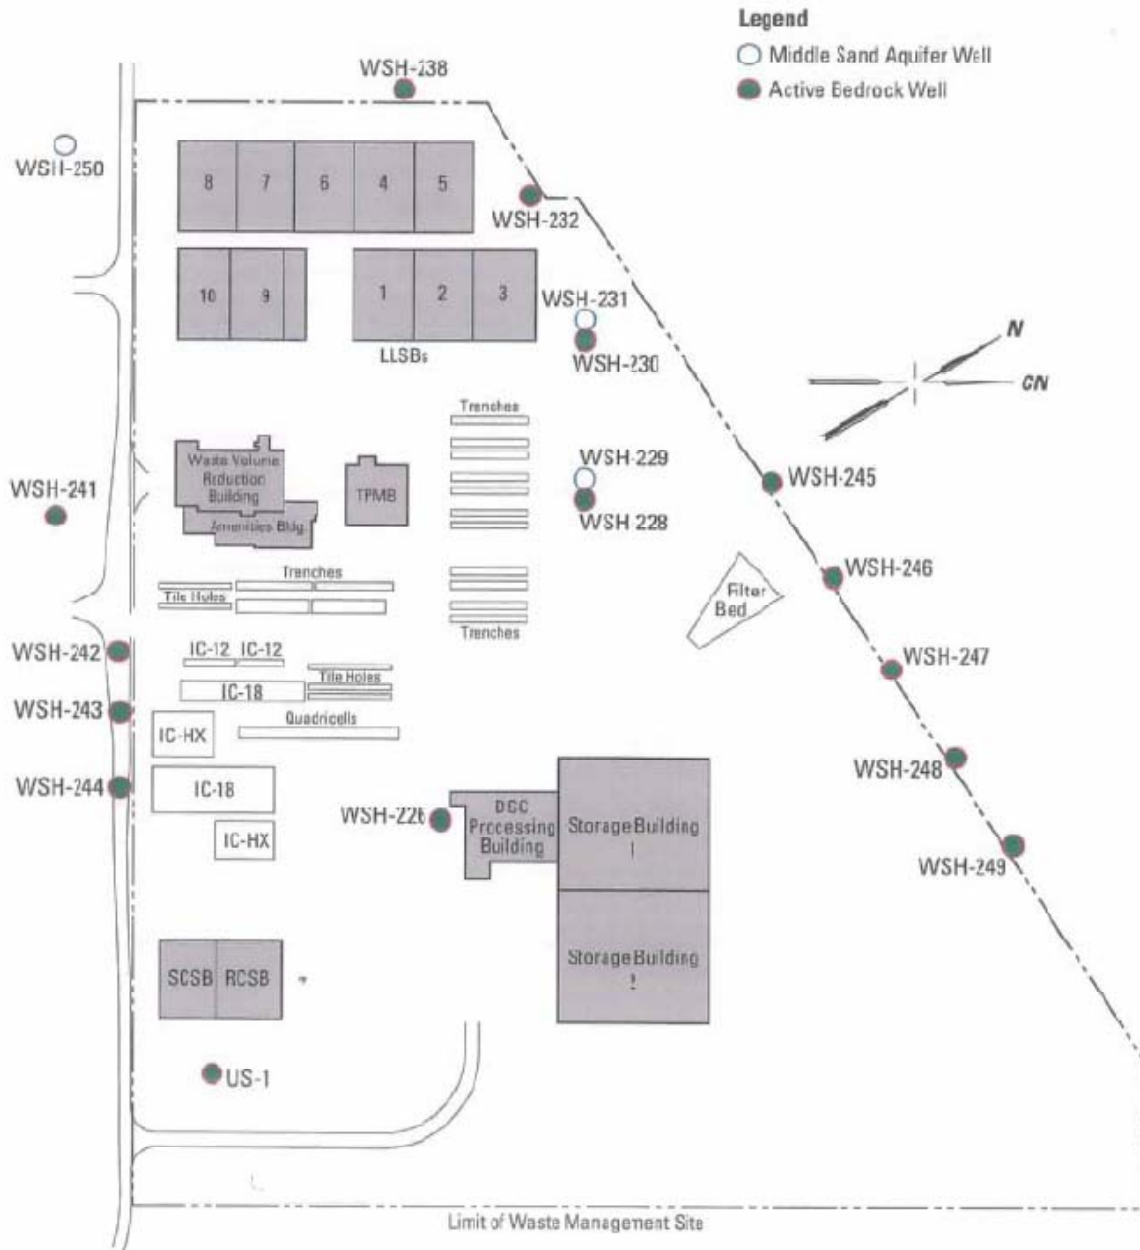 Legend
Middle Sand Aquifer Well
Active Bedrock Well
WSH-238
WSH-250
8
7
6
4
5
WSH-232
10
9
1
2
3
LLSBs
WSH-231
WSH-230
N
CN
Trenches
Waste Volume
Reduction
Building
Amenities Bldg.
TPMB
WSH-229
WSH-228
WSH-245
WSH-241
Trenches
Tile Holes
Trenches
Filter
Bed
WSH-246
WSH-242
IC-12
IC-12
Tile Holes
IC-18
WSH-247
WSH-243
IC-HX
Quadricells
WSH-244
IC-18
WSH-248
IC-HX
Processing
Building
Storage Building
1
WSH-249
SCSB
RCSB
Storage Building
2
US-1
Limit of Waste Management Site